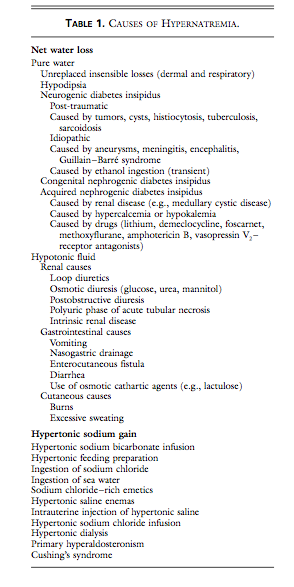 TABLE 1. CAUSES OF HYPERNATREMIA.
Net water loss
Pure water
Unreplaced insensible losses (dermal and respiratory)
Hypodipsia
Neurogenic diabetes insipidus
Post-traumatic
Caused by tumors, cysts, histiocytosis, tuberculosis,
sarcoidosis
Idiopathic
Caused by aneurysms, meningitis, encephalitis,
Guillain–Barré syndrome
Caused by ethanol ingestion (transient)
Congenital nephrogenic diabetes insipidus
Acquired nephrogenic diabetes insipidus
Caused by renal disease (e.g., medullary cystic disease)
Caused by hypercalcemia or hypokalemia
Caused by drugs (lithium, demeclocycline, foscarnet,
methoxyflurane, amphotericin B, vasopressin V₂–
receptor antagonists)
Hypotonic fluid
Renal causes
Loop diuretics
Osmotic diuresis (glucose, urea, mannitol)
Postobstructive diuresis
Polyuric phase of acute tubular necrosis
Intrinsic renal disease
Gastrointestinal causes
Vomiting
Nasogastric drainage
Enterocutaneous fistula
Diarrhea
Use of osmotic cathartic agents (e.g., lactulose)
Cutaneous causes
Burns
Excessive sweating
Hypertonic sodium gain
Hypertonic sodium bicarbonate infusion
Hypertonic feeding preparation
Ingestion of sodium chloride
Ingestion of sea water
Sodium chloride–rich emetics
Hypertonic saline enemas
Intrauterine injection of hypertonic saline
Hypertonic sodium chloride infusion
Hypertonic dialysis
Primary hyperaldosteronism
Cushing's syndrome